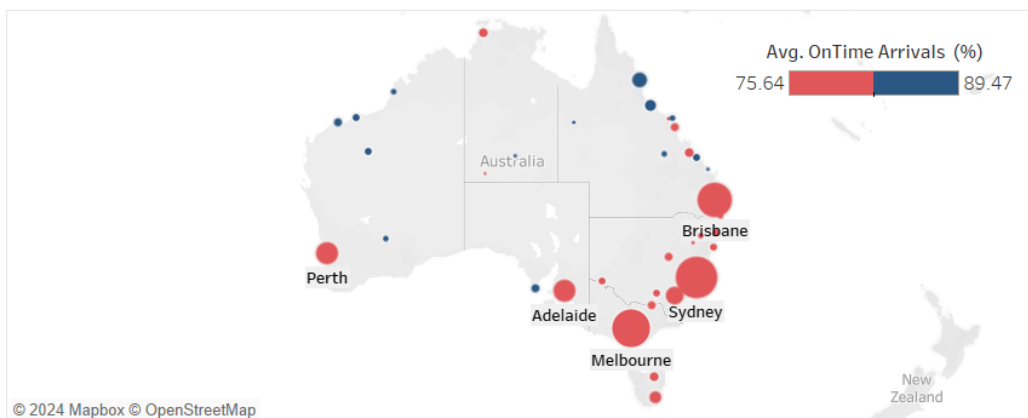 Avg. OnTime Arrivals (%)
75.64
89.47
Australia
Brisbane
Perth
Adelaide
Sydney
Melbourne
New
Zealand
© 2024 Mapbox © OpenStreetMap